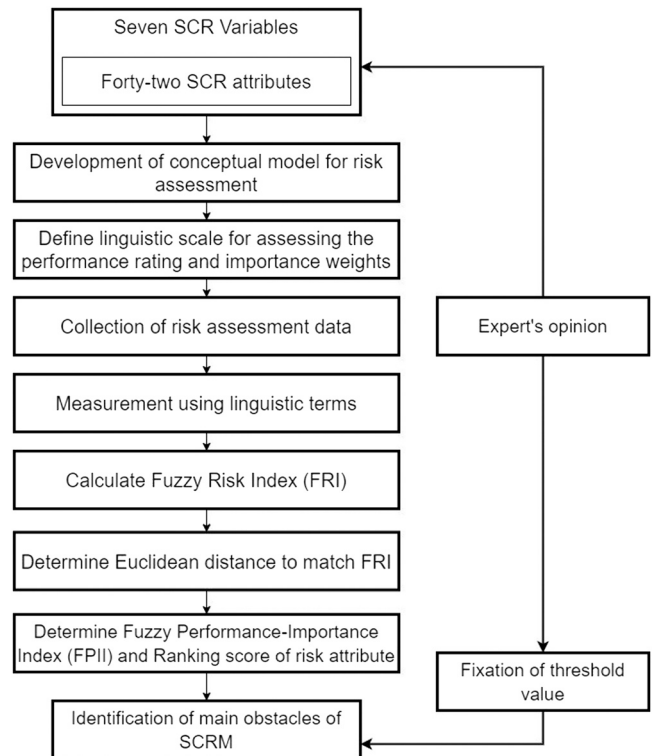 Seven SCR Variables
Forty-two SCR attributes
Development of conceptual model for risk
assessment
Define linguistic scale for assessing the
performance rating and importance weights
Collection of risk assessment data
Expert's opinion
Measurement using linguistic terms
Calculate Fuzzy Risk Index (FRI)
Determine Euclidean distance to match FRI
Determine Fuzzy Performance-Importance
Index (FPII) and Ranking score of risk attribute
Fixation of threshold
value
Identification of main obstacles of
SCRM